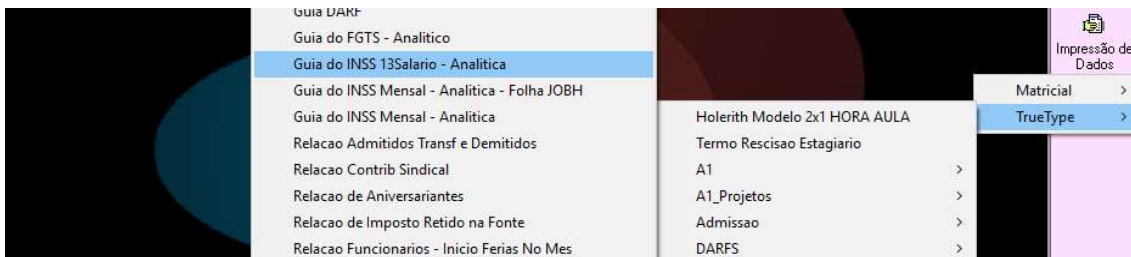 Guia DARF
Guia do FGTS - Analitico
Guia do INSS 13Salario - Analitica
Guia do INSS Mensal - Analitica - Folha JOBH
Guia do INSS Mensal - Analitica
Relacao Admitidos Transf e Demitidos
Relacao Contrib Sindical
Relacao de Aniversariantes
Relacao de Imposto Retido na Fonte
Relacao Funcionarios - Inicio Ferias No Mes
Holerith Modelo 2x1 HORA AULA
Termo Rescisao Estagiario
A1
A1_Projetos
Admissao
DARFS
Impressão de
Dados
Matricial
TrueType